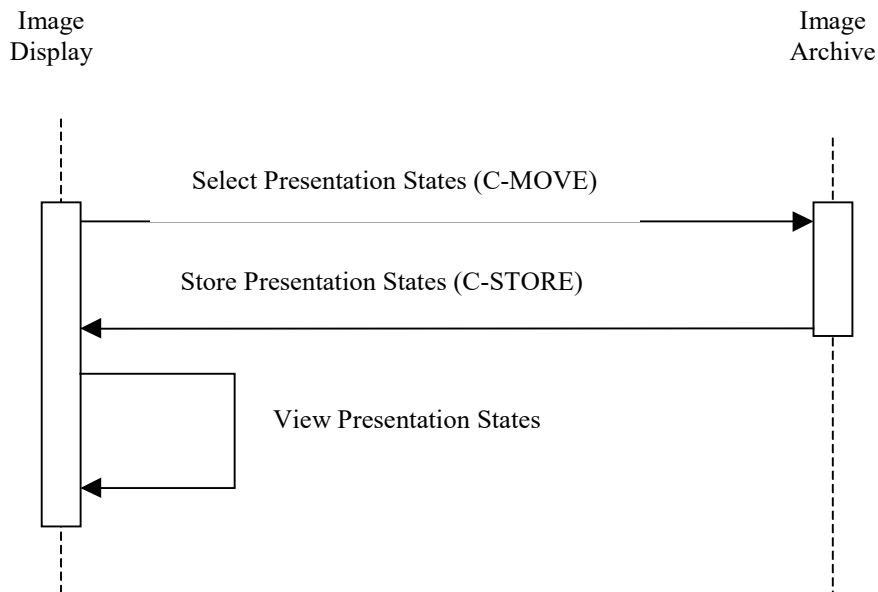 Image
Display
Image
Archive
Select Presentation States (C-MOVE)
Store Presentation States (C-STORE)
View Presentation States